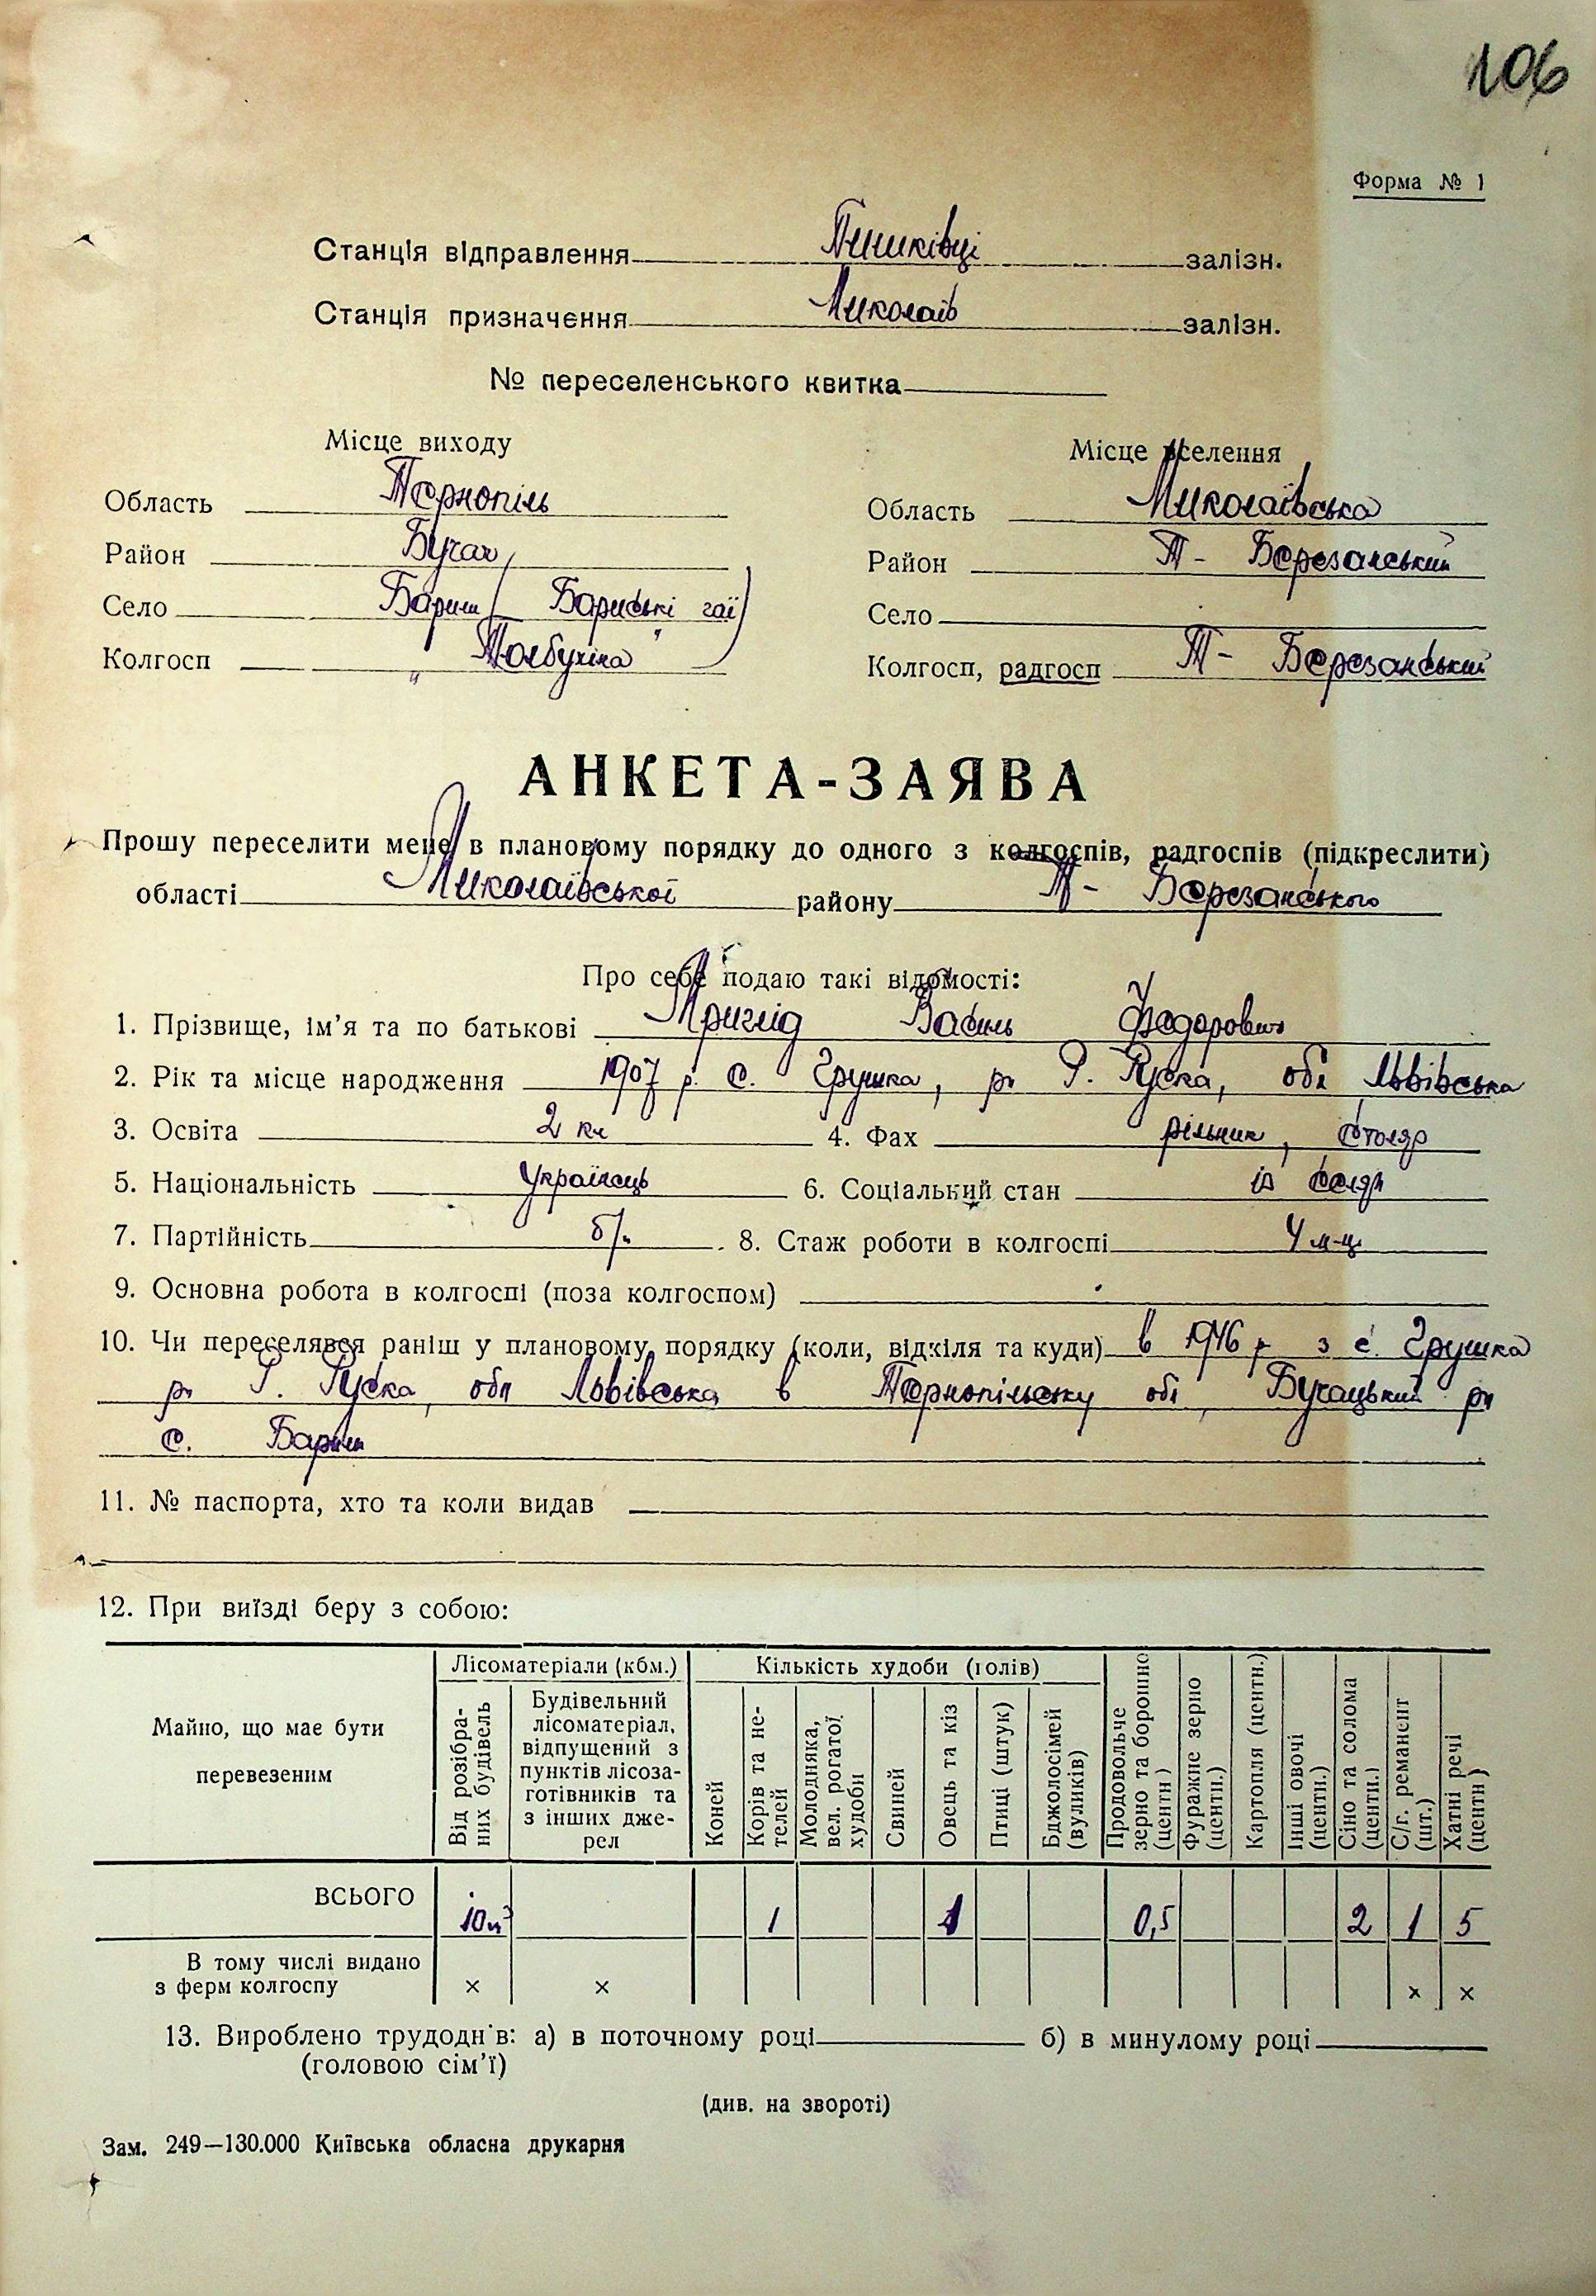 106
Форма № 1
Станція відправлення Пишківці залізн.
Станція призначення Миколаїв залізн.
№ переселенського квитка
Місце виходу Місце вселення
Область Тернопіль Область Миколаївська
Район Бучач Район Т- Березанський
Село Бариш (Бариські гаї) Село
Колгосп "Толбухіна" Колгосп, радгосп Т- Березанський
АНКЕТА-ЗАЯВА
Прошу переселити мене в плановому порядку до одного з колгоспів, радгоспів (підкреслити)
області Миколаївської району Т- Березанського
Про себе подаю такі відомості:
1. Прізвище, ім’я та по батькові Приглід Василь Федорович
2. Рік та місце народження 1907 р. с. Грушка, рн Р. Руска, обл Львівська
3. Освіта 2 кл 4. Фах рільник, столяр
5. Національність Українець 6. Соціальний стан із селян
7. Партійність б/п 8. Стаж роботи в колгоспі 4 м-ці
9. Основна робота в колгоспі (поза колгоспом)
10. Чи переселявся раніш у плановому порядку (коли, відкіля та куди) в 1946 р з с. Грушка
рн Р. Руска, обл Львівська в Тернопільську обл, Бучацький рн
с. Бариш
11. № паспорта, хто та коли видав
12. При виїзді беру з собою:
Майно, що має бути перевезеним
Лісоматеріали (кбм.)
Від розібраних будівель
Будівельний лісоматеріал, відпущений з пунктів лісозаготівників та з інших джерел
Кількість худоби (голів)
Коней
Корів та нетелей
Молодняка, вел. рогатої худоби
Свиней
Овець та кіз
Птиці (штук)
Бджолосімей (вуликів)
Продовольче зерно та борошно (центн)
Фуражне зерно (центн.)
Картопля (центн.)
Інші овочі (центн.)
Сіно та солома (центн.)
С/г. реманент (шт.)
Хатні речі (центн)
ВСЬОГО 10м³ 1 1 0,5 2 1 5
В тому числі видано
з ферм колгоспу × × × ×
13. Вироблено трудодн'в: а) в поточному році б) в минулому році
(головою сім’ї)
(див. на звороті)
Зам. 249—130.000 Київська обласна друкарня